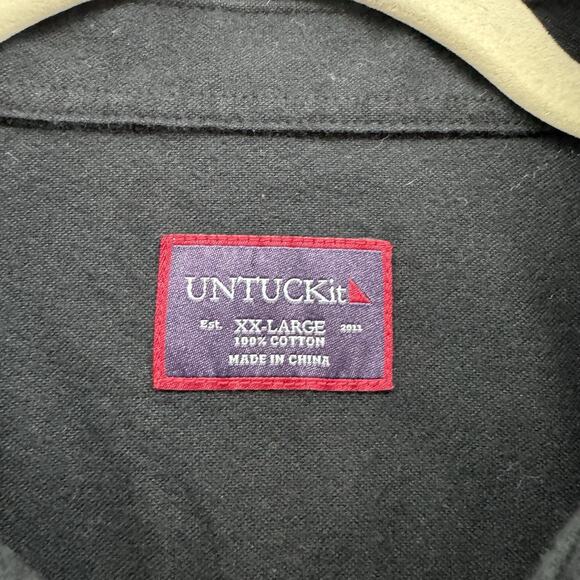 UNTUCKit
Est. XX-LARGE 2011
100% COTTON
MADE IN CHINA